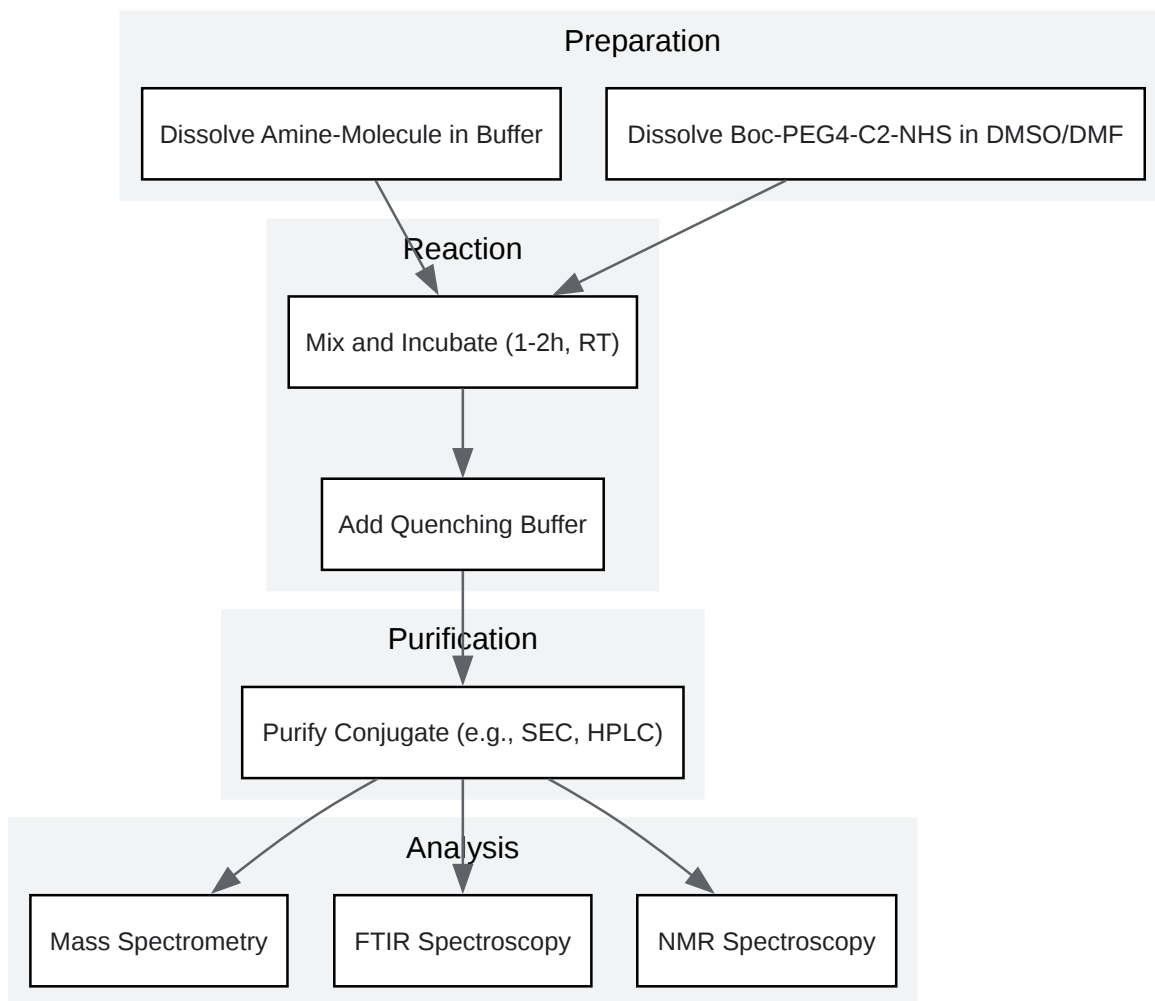 Preparation
Dissolve Amine-Molecule in Buffer
Dissolve Boc-PEG4-C2-NHS in DMSO/DMF
Reaction
Mix and Incubate (1-2h, RT)
Add Quenching Buffer
Purification
Purify Conjugate (e.g., SEC, HPLC)
Analysis
Mass Spectrometry
FTIR Spectroscopy
NMR Spectroscopy